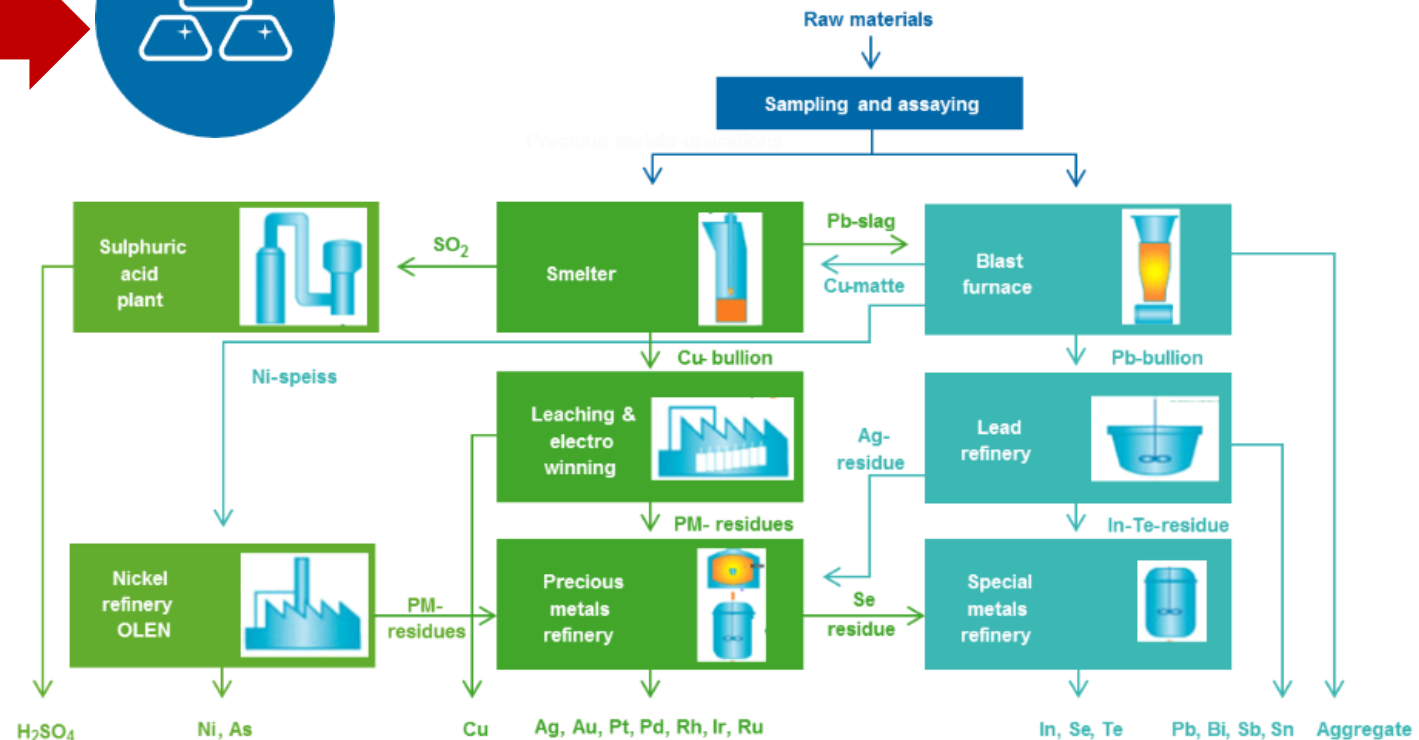 Raw materials
Sampling and assaying
Precious metals operations
Sulphuric
acid
plant
SO₂
Smelter
Pb-slag
Cu-matte
Blast
furnace
Ni-speiss
Cu- bullion
Pb-bullion
Leaching &
electro
winning
Ag-
residue
Lead
refinery
PM- residues
In-Te-residue
Nickel
refinery
OLEN
PM-
residues
Precious
metals
refinery
Se
residue
Special
metals
refinery
H₂SO₄
Ni, As
Cu
Ag, Au, Pt, Pd, Rh, Ir, Ru
In, Se, Te
Pb, Bi, Sb, Sn
Aggregate